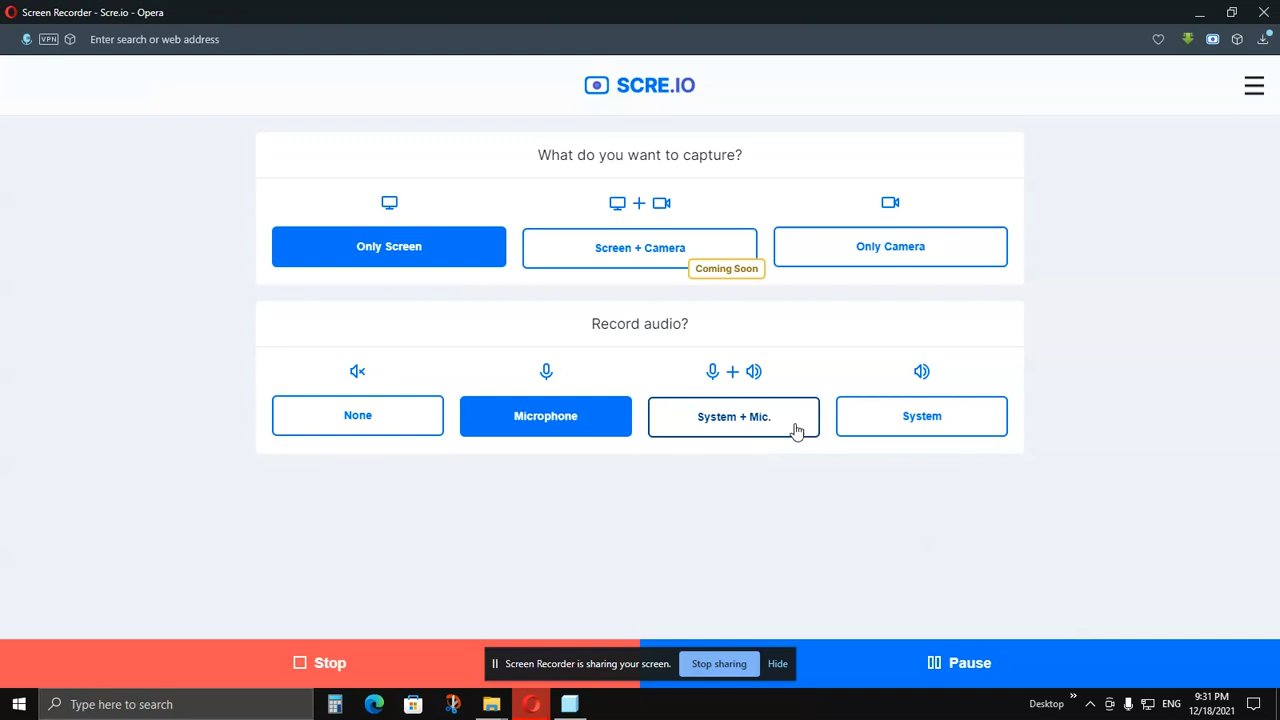 Screen Recorder - Scre.io - Opera
VPN Enter search or web address
SCRE.IO
What do you want to capture?
Only Screen
Screen + Camera
Only Camera
Coming Soon
Record audio?
None
Microphone
System + Mic.
System
Stop
Screen Recorder is sharing your screen.
Stop sharing
Hide
Pause
Type here to search
Desktop
ENG
9:31 PM
12/18/2021